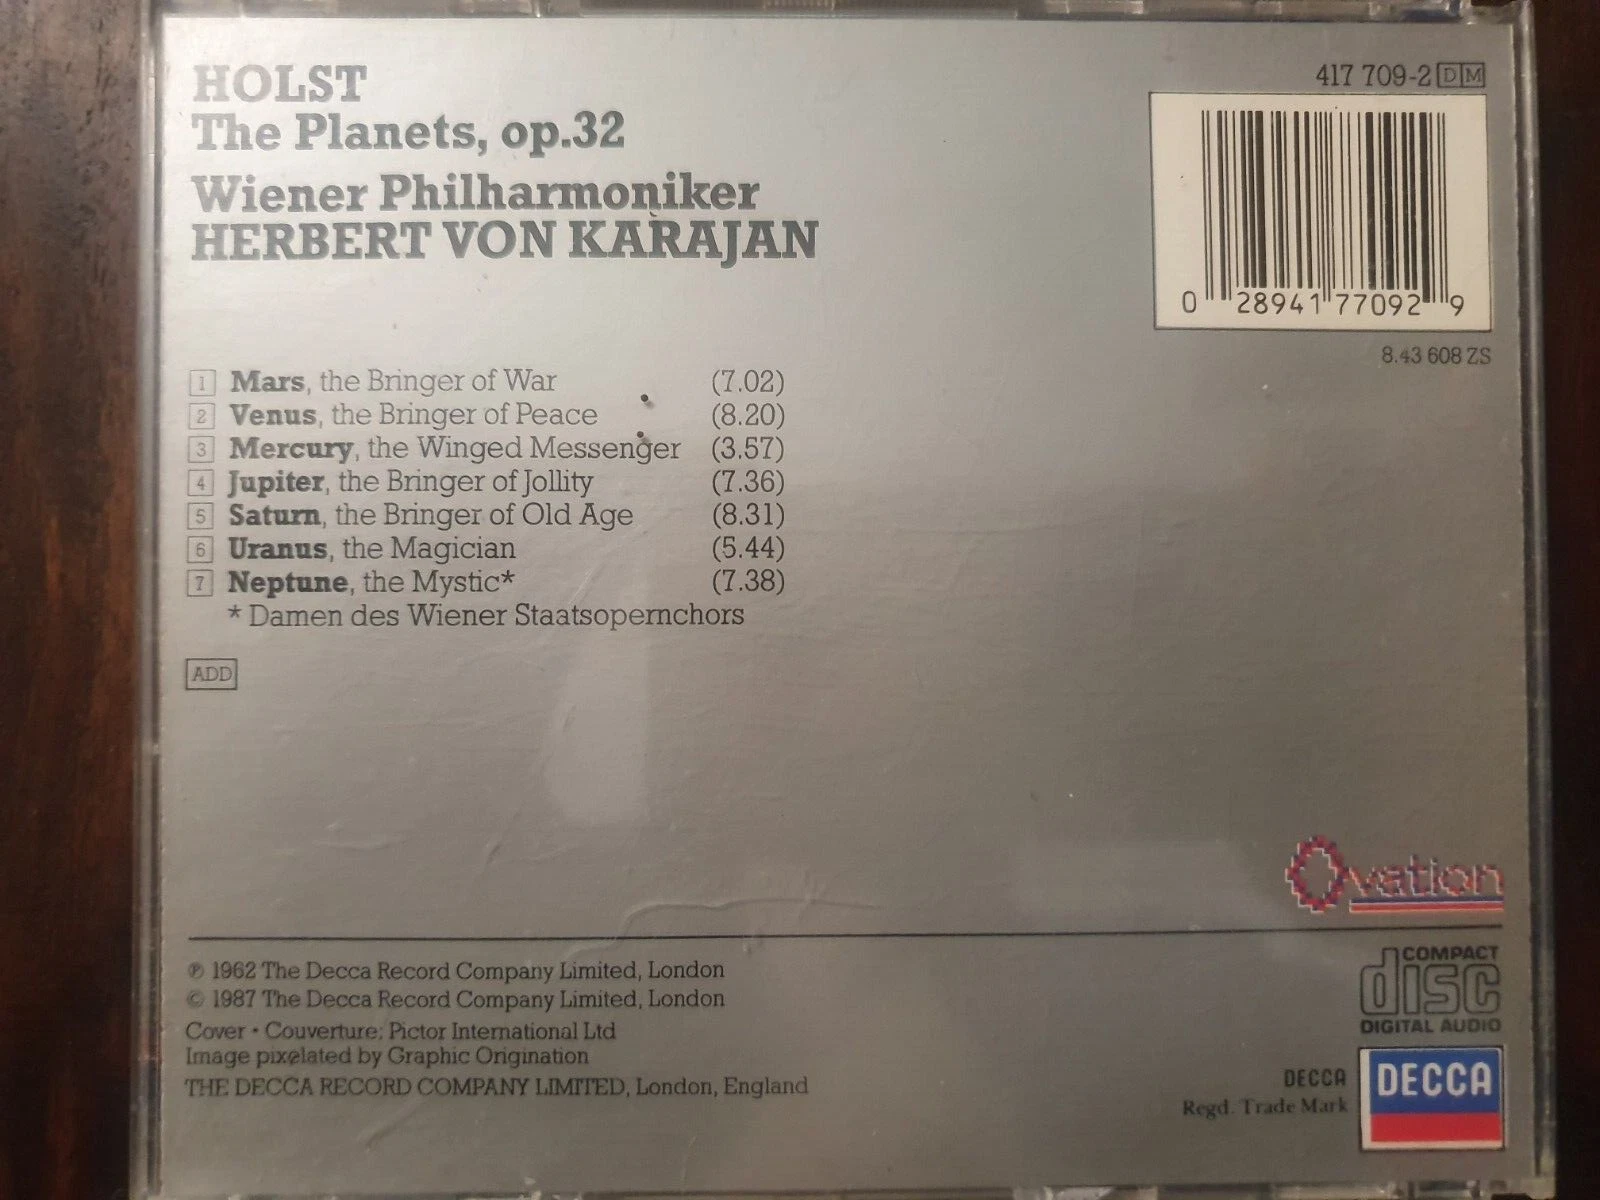 HOLST
The Planets, op.32
Wiener Philharmoniker
HERBERT VON KARAJAN
417 709-2 DM
0 28941 77092 9
8.43 608 ZS
1 Mars, the Bringer of War (7.02)
2 Venus, the Bringer of Peace (8.20)
3 Mercury, the Winged Messenger (3.57)
4 Jupiter, the Bringer of Jollity (7.36)
5 Saturn, the Bringer of Old Age (8.31)
6 Uranus, the Magician (5.44)
7 Neptune, the Mystic* (7.38)
* Damen des Wiener Staatsopernchors
ADD
Ovation
℗ 1962 The Decca Record Company Limited, London
© 1987 The Decca Record Company Limited, London
Cover • Couverture: Pictor International Ltd
Image pixelated by Graphic Origination
THE DECCA RECORD COMPANY LIMITED, London, England
COMPACT
disc
DIGITAL AUDIO
DECCA
Regd. Trade Mark
DECCA